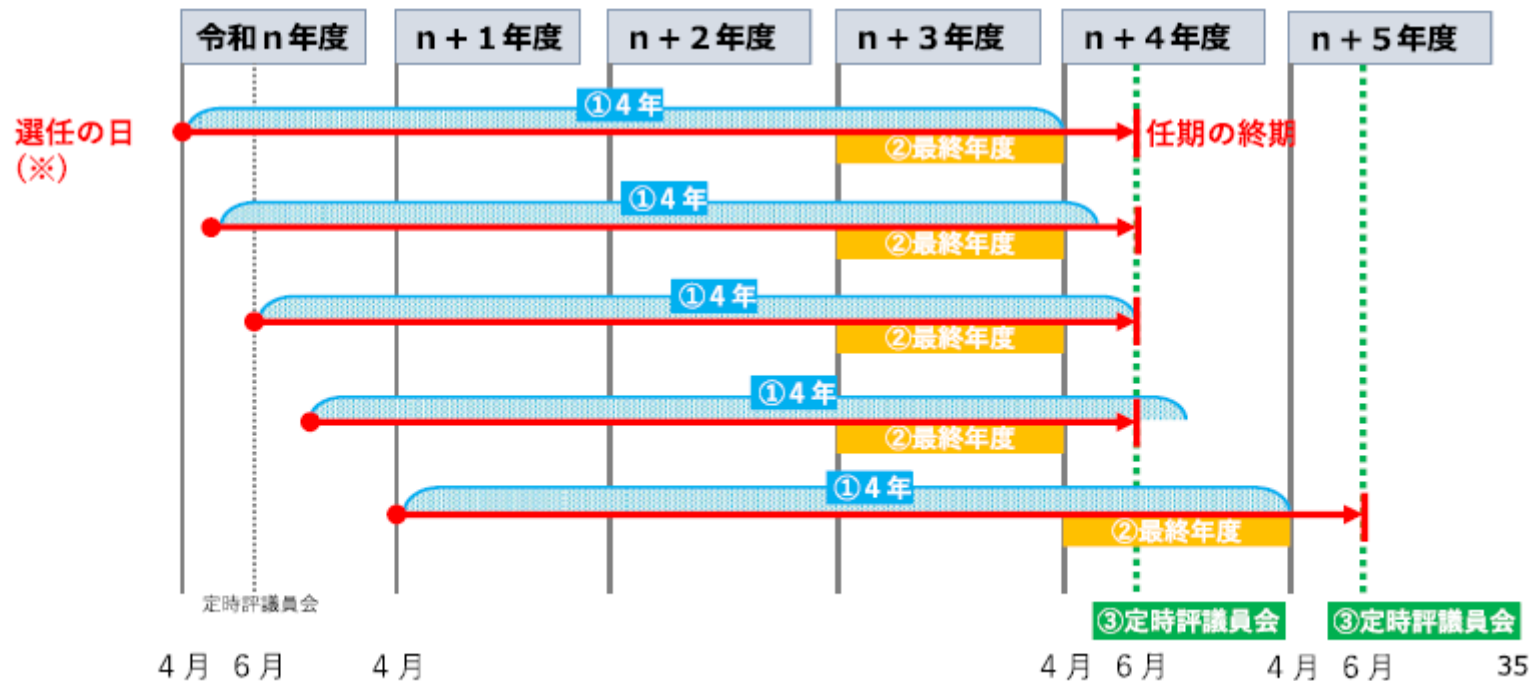 令和n年度
n+1年度
n+2年度
n+3年度
n+4年度
n+5年度
選任の日
(※)
①4年
②最終年度
任期の終期
①4年
②最終年度
①4年
②最終年度
①4年
②最終年度
①4年
②最終年度
定時評議員会
③定時評議員会
③定時評議員会
4月
6月
4月
4月
6月
4月
6月
35